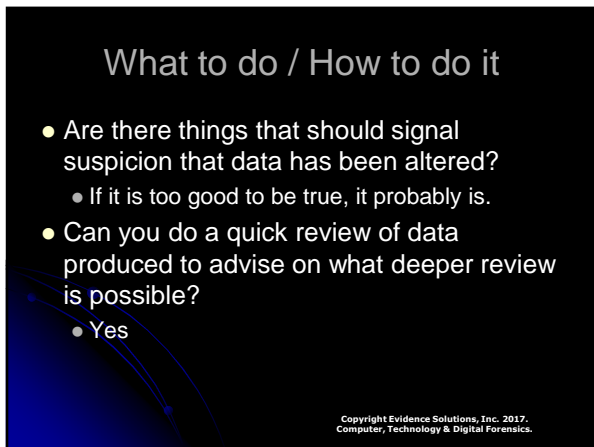 What to do / How to do it
Are there things that should signal
suspicion that data has been altered?
If it is too good to be true, it probably is.
Can you do a quick review of data
produced to advise on what deeper review
is possible?
Yes
Copyright Evidence Solutions, Inc. 2017.
Computer, Technology & Digital Forensics.